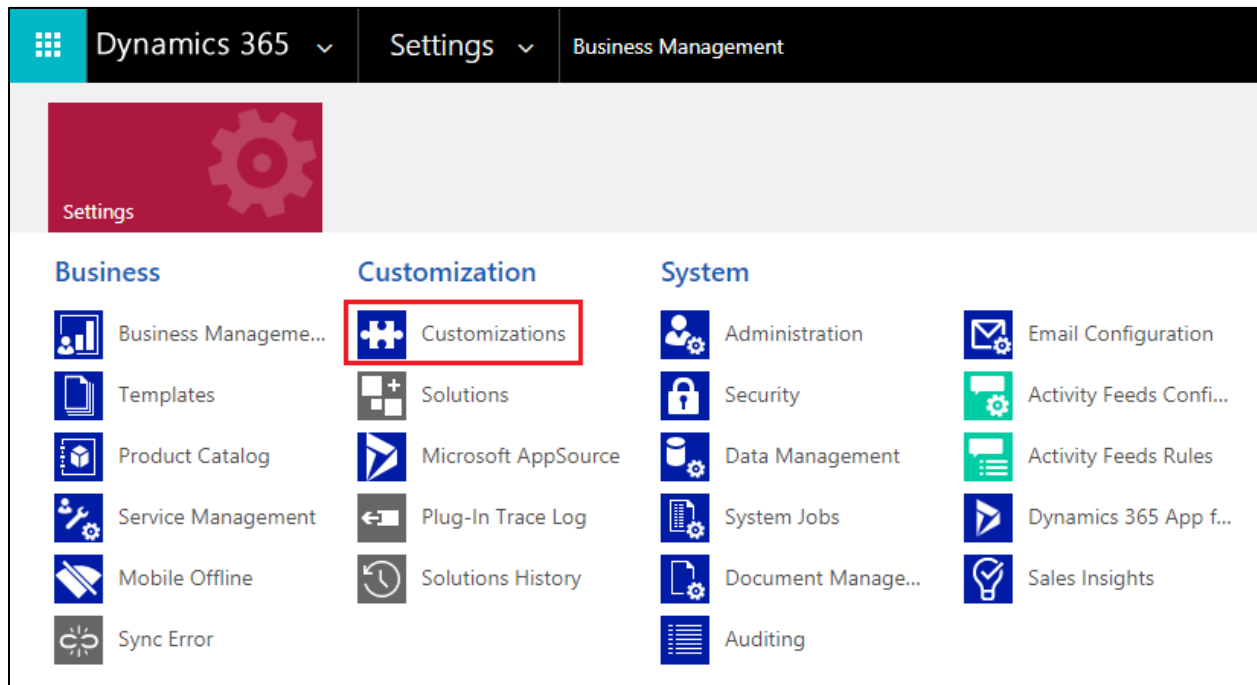 Dynamics 365
Settings
Business Management
Settings
Business
Business Manageme...
Templates
Product Catalog
Service Management
Mobile Offline
Sync Error
Customization
Customizations
Solutions
Microsoft AppSource
Plug-In Trace Log
Solutions History
System
Administration
Security
Data Management
System Jobs
Document Manage...
Auditing
Email Configuration
Activity Feeds Confi...
Activity Feeds Rules
Dynamics 365 App f...
Sales Insights